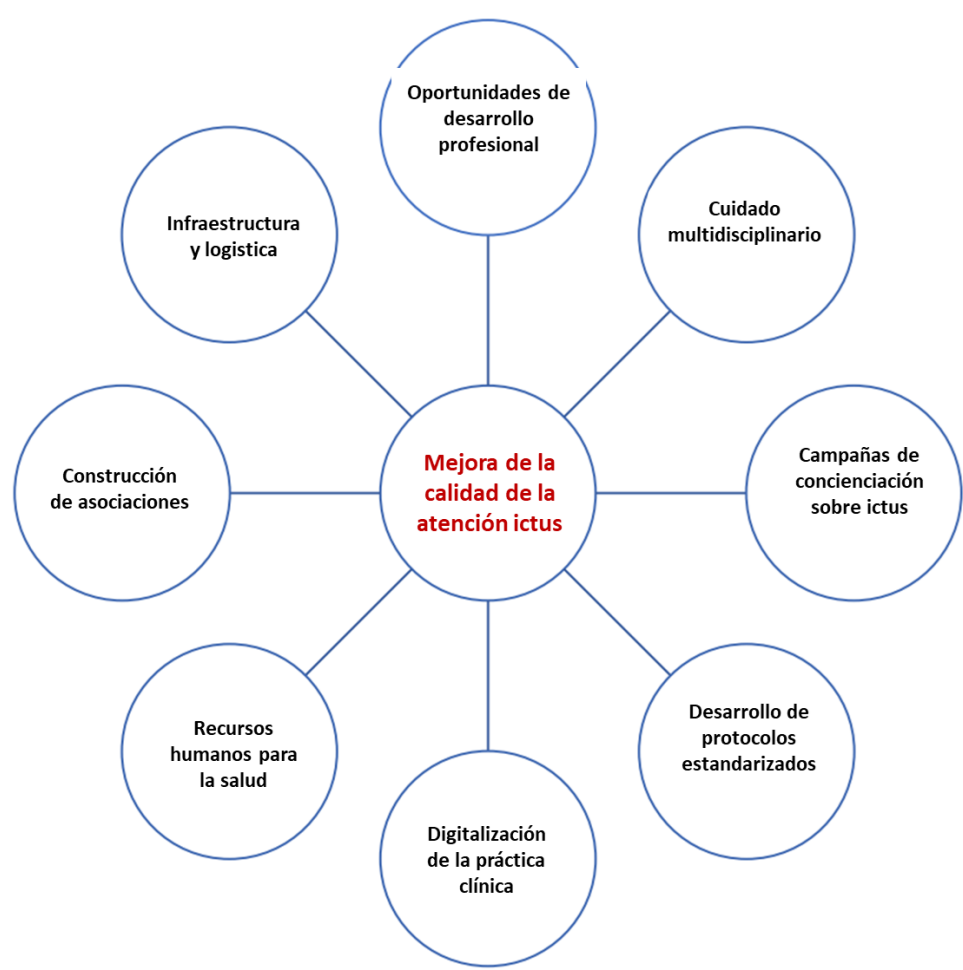 Oportunidades de
desarrollo
profesional
Cuidado
multidisciplinario
Infraestructura
y logistica
Mejora de la
calidad de la
atención ictus
Campañas de
concienciación
sobre ictus
Construcción
de asociaciones
Desarrollo de
protocolos
estandarizados
Recursos
humanos para
la salud
Digitalización
de la práctica
clínica